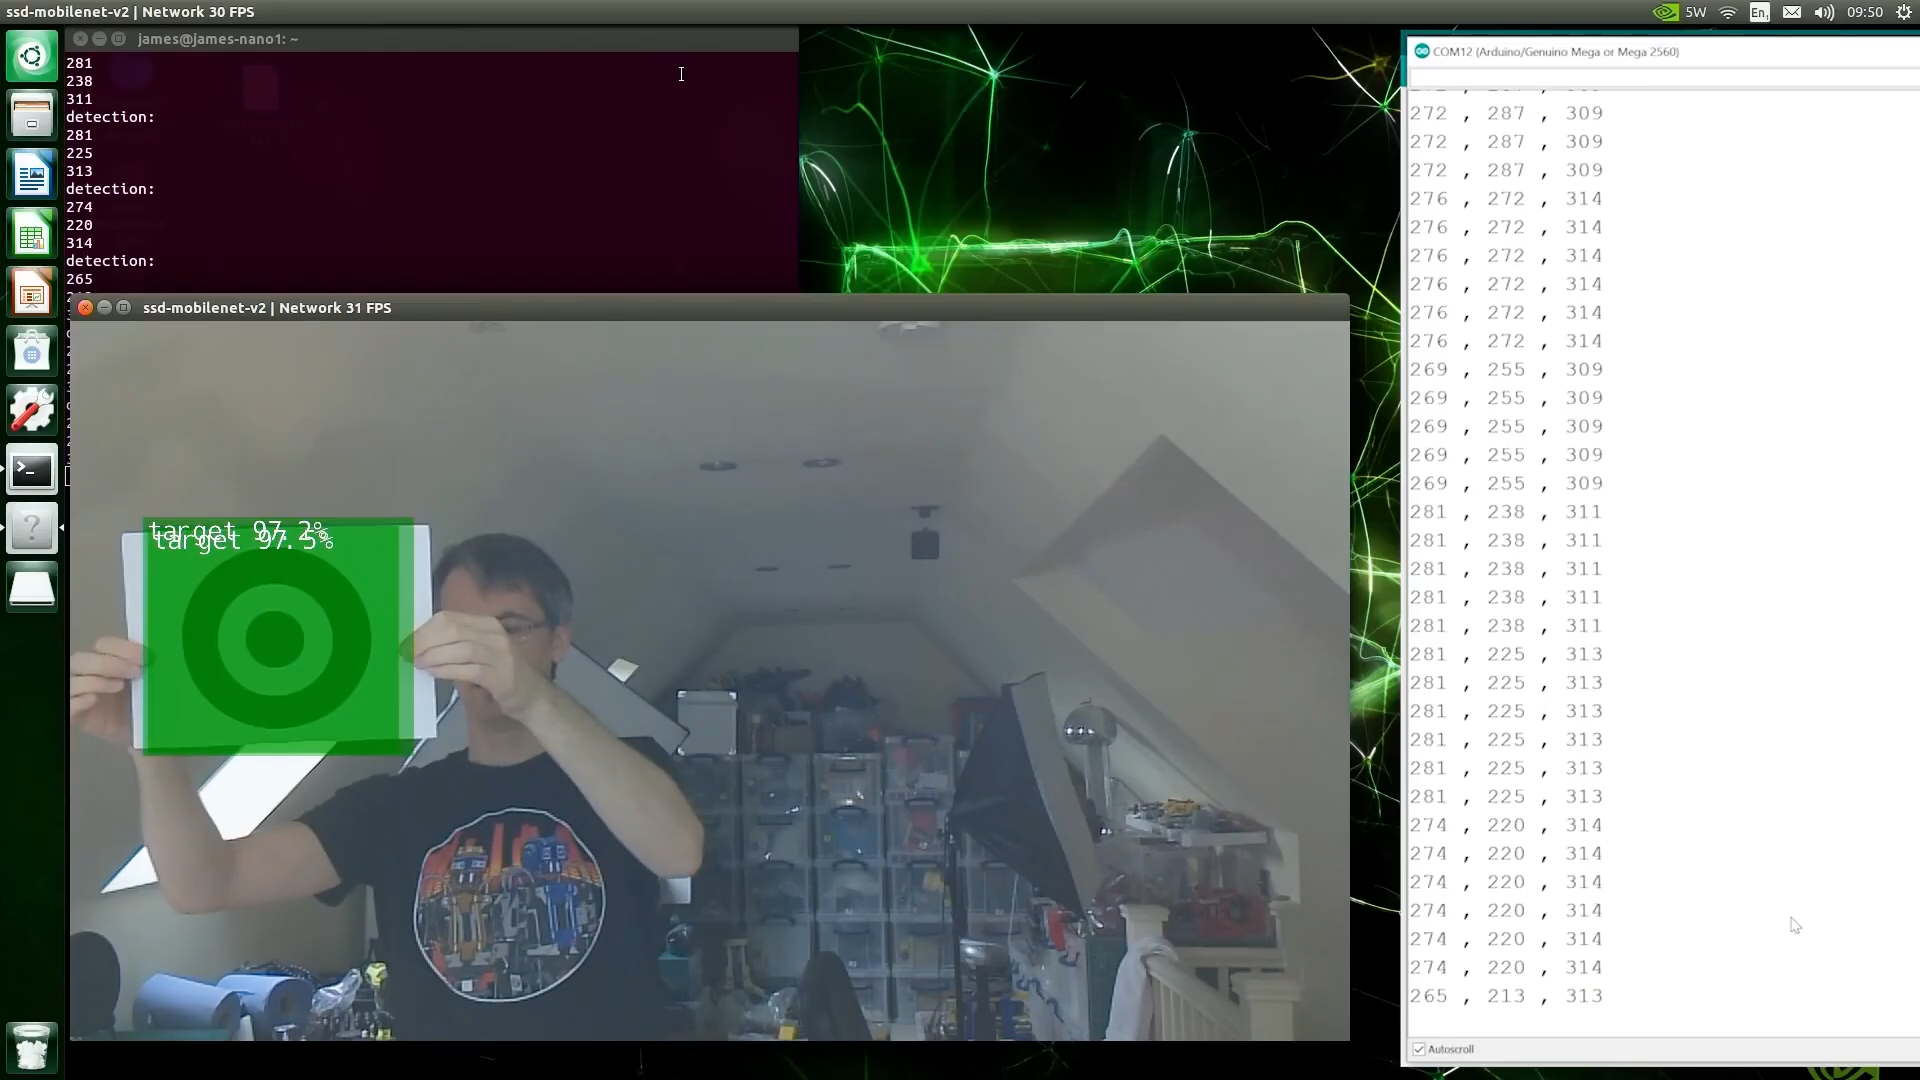 ssd-mobilenet-v2 | Network 30 FPS
5W
En1
09:50
james@james-nano1: ~
281
238
311
detection:
281
225
313
detection:
274
220
314
detection:
265
ssd-mobilenet-v2 | Network 31 FPS
target 97.2%
target 97.5%
COM12 (Arduino/Genuino Mega or Mega 2560)
272 , 287 , 309
272 , 287 , 309
272 , 287 , 309
276 , 272 , 314
276 , 272 , 314
276 , 272 , 314
276 , 272 , 314
276 , 272 , 314
276 , 272 , 314
269 , 255 , 309
269 , 255 , 309
269 , 255 , 309
269 , 255 , 309
269 , 255 , 309
281 , 238 , 311
281 , 238 , 311
281 , 238 , 311
281 , 238 , 311
281 , 238 , 311
281 , 225 , 313
281 , 225 , 313
281 , 225 , 313
281 , 225 , 313
281 , 225 , 313
281 , 225 , 313
274 , 220 , 314
274 , 220 , 314
274 , 220 , 314
274 , 220 , 314
274 , 220 , 314
274 , 220 , 314
265 , 213 , 313
Autoscroll